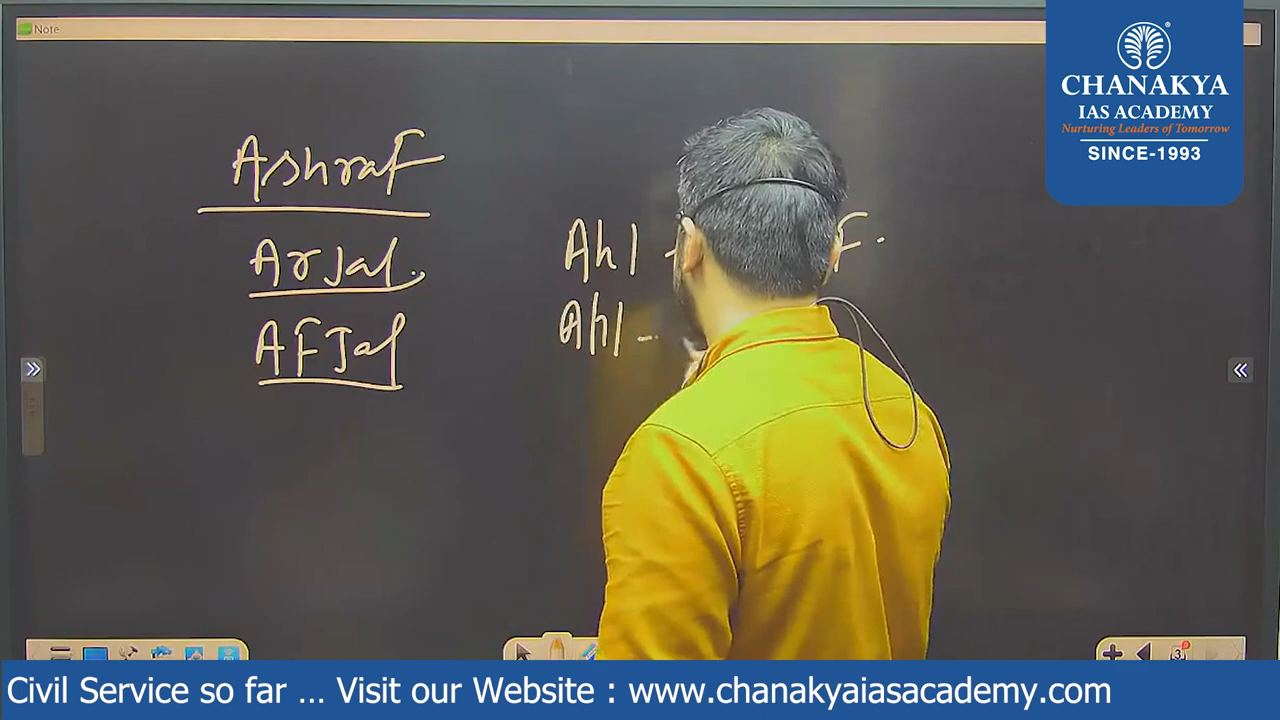 Note
CHANAKYA
IAS ACADEMY
Nurturing Leaders of Tomorrow
SINCE-1993
Ashraf
Arjal.
AFJal
Ahl - F.
Ahl -
Civil Service so far ... Visit our Website : www.chanakyaiasacademy.com